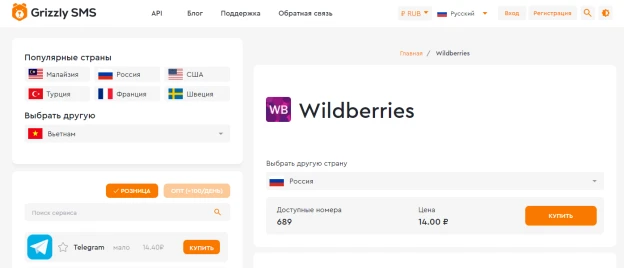 Grizzly SMS API Блог Поддержка Обратная связь ₽ RUB Русский Вход Регистрация
Популярные страны
Малайзия Россия США
Турция Франция Швеция
Выбрать другую
Вьетнам
РОЗНИЦА ОПТ (+100/ДЕНЬ)
Поиск сервиса
Telegram мало 14.40₽ КУПИТЬ
Главная / Wildberries
WB Wildberries
Выбрать другую страну
Россия
Доступные номера Цена
689 14.00 ₽ КУПИТЬ